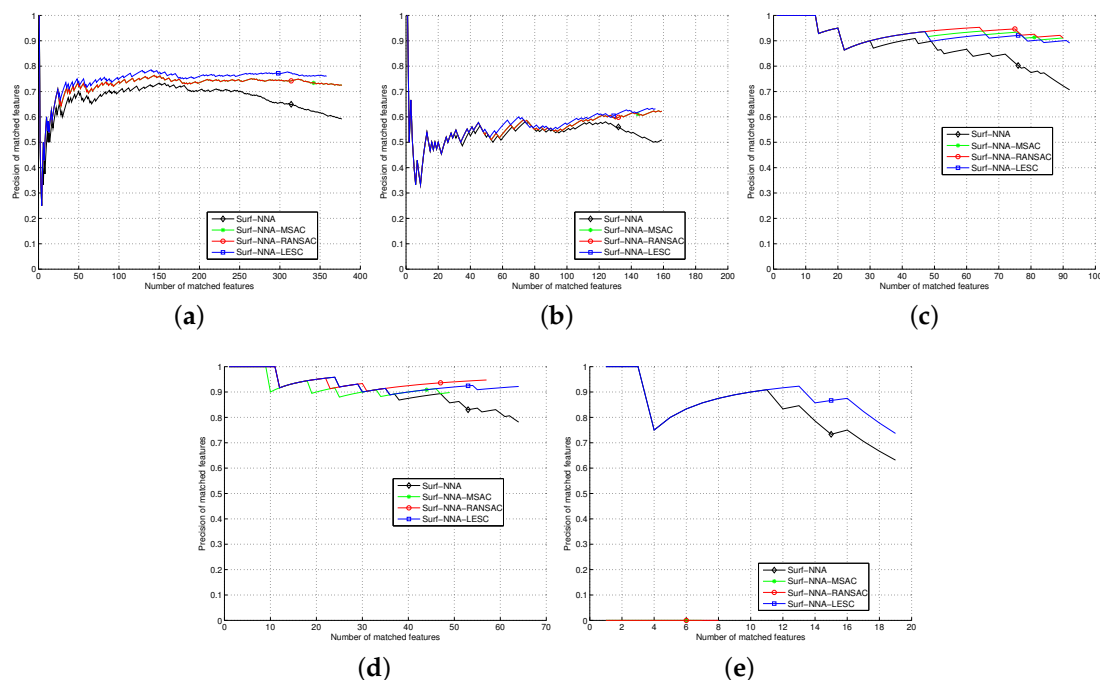 1
0.9
0.8
0.7
0.6
0.5
0.4
0.3
0.2
0.1
0
Precision of matched features
0 50 100 150 200 250 300 350 400
Number of matched features
Surf−NNA
Surf−NNA−MSAC
Surf−NNA−RANSAC
Surf−NNA−LESC
(a)
1
0.9
0.8
0.7
0.6
0.5
0.4
0.3
0.2
0.1
0
Precision of matched features
0 20 40 60 80 100 120 140 160 180 200
Number of matched features
Surf−NNA
Surf−NNA−MSAC
Surf−NNA−RANSAC
Surf−NNA−LESC
(b)
1
0.9
0.8
0.7
0.6
0.5
0.4
0.3
0.2
0.1
0
Precision of matched features
0 10 20 30 40 50 60 70 80 90 100
Number of matched features
Surf−NNA
Surf−NNA−MSAC
Surf−NNA−RANSAC
Surf−NNA−LESC
(c)
1
0.9
0.8
0.7
0.6
0.5
0.4
0.3
0.2
0.1
0
Precision of matched features
0 10 20 30 40 50 60 70
Number of matched features
Surf−NNA
Surf−NNA−MSAC
Surf−NNA−RANSAC
Surf−NNA−LESC
(d)
1
0.9
0.8
0.7
0.6
0.5
0.4
0.3
0.2
0.1
0
Precision of matched features
0 2 4 6 8 10 12 14 16 18 20
Number of matched features
Surf−NNA
Surf−NNA−MSAC
Surf−NNA−RANSAC
Surf−NNA−LESC
(e)